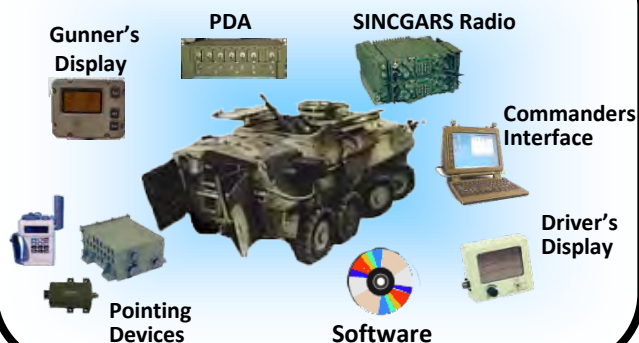 PDA
SINCGARS Radio
Gunner's
Display
Commanders
Interface
Driver's
Display
Pointing
Devices
Software